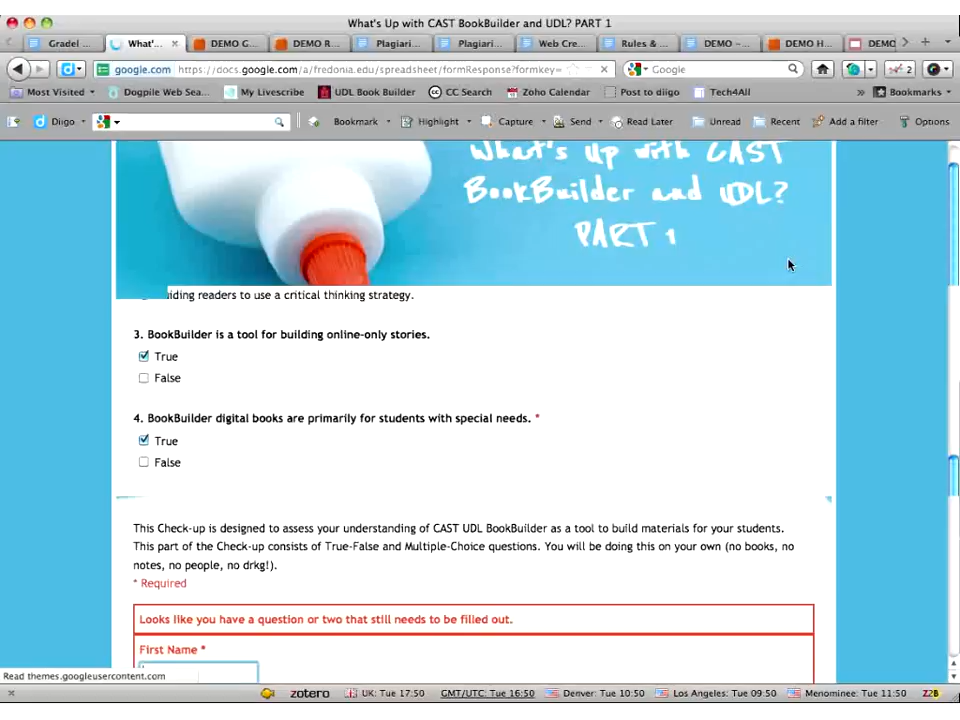 What's Up with CAST BookBuilder and UDL? PART 1
Gradel ... What'... DEMO G... DEMO R... Plagiari... Plagiari... Web Cre... Rules & ... DEMO -... DEMO H... DEMO
google.com https://docs.google.com/a/fredonia.edu/spreadsheet/formResponse?formkey= Google 2
Most Visited Dogpile Web Sea... My Livescribe UDL Book Builder CC Search Zoho Calendar Post to diigo Tech4All » Bookmarks
Diigo Bookmark Highlight Capture Send Read Later Unread Recent Add a filter Options
What's Up with CAST
BookBuilder and UDL?
PART 1
iding readers to use a critical thinking strategy.
3. BookBuilder is a tool for building online-only stories.
True
False
4. BookBuilder digital books are primarily for students with special needs. *
True
False
This Check-up is designed to assess your understanding of CAST UDL BookBuilder as a tool to build materials for your students.
This part of the Check-up consists of True-False and Multiple-Choice questions. You will be doing this on your own (no books, no
notes, no people, no drkg!).
* Required
Looks like you have a question or two that still needs to be filled out.
First Name *
Read themes.googleusercontent.com
zotero UK: Tue 17:50 GMT/UTC: Tue 16:50 Denver: Tue 10:50 Los Angeles: Tue 09:50 Menominee: Tue 11:50